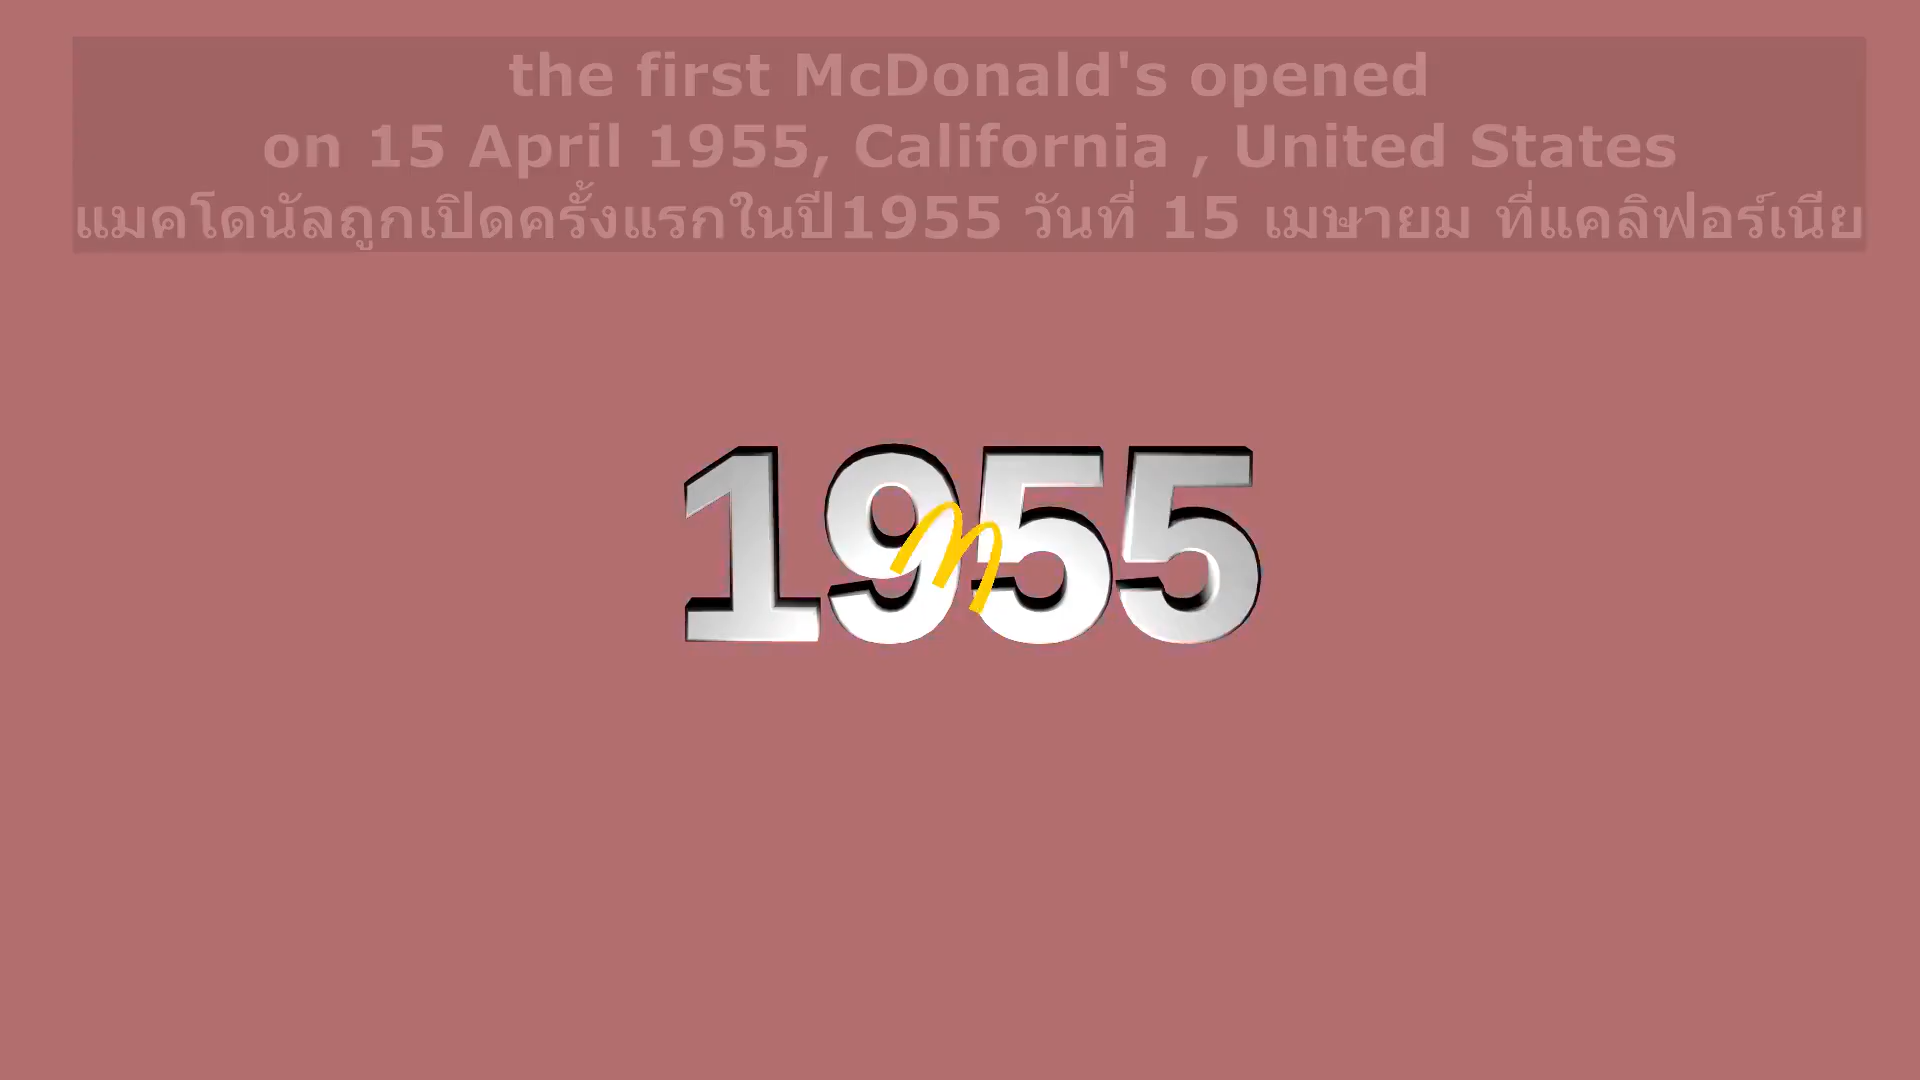 the first McDonald's opened
on 15 April 1955, California , United States
แมคโดนัลถูกเปิดครั้งแรกในปี1955 วันที่ 15 เมษายม ที่แคลิฟอร์เนีย
1955